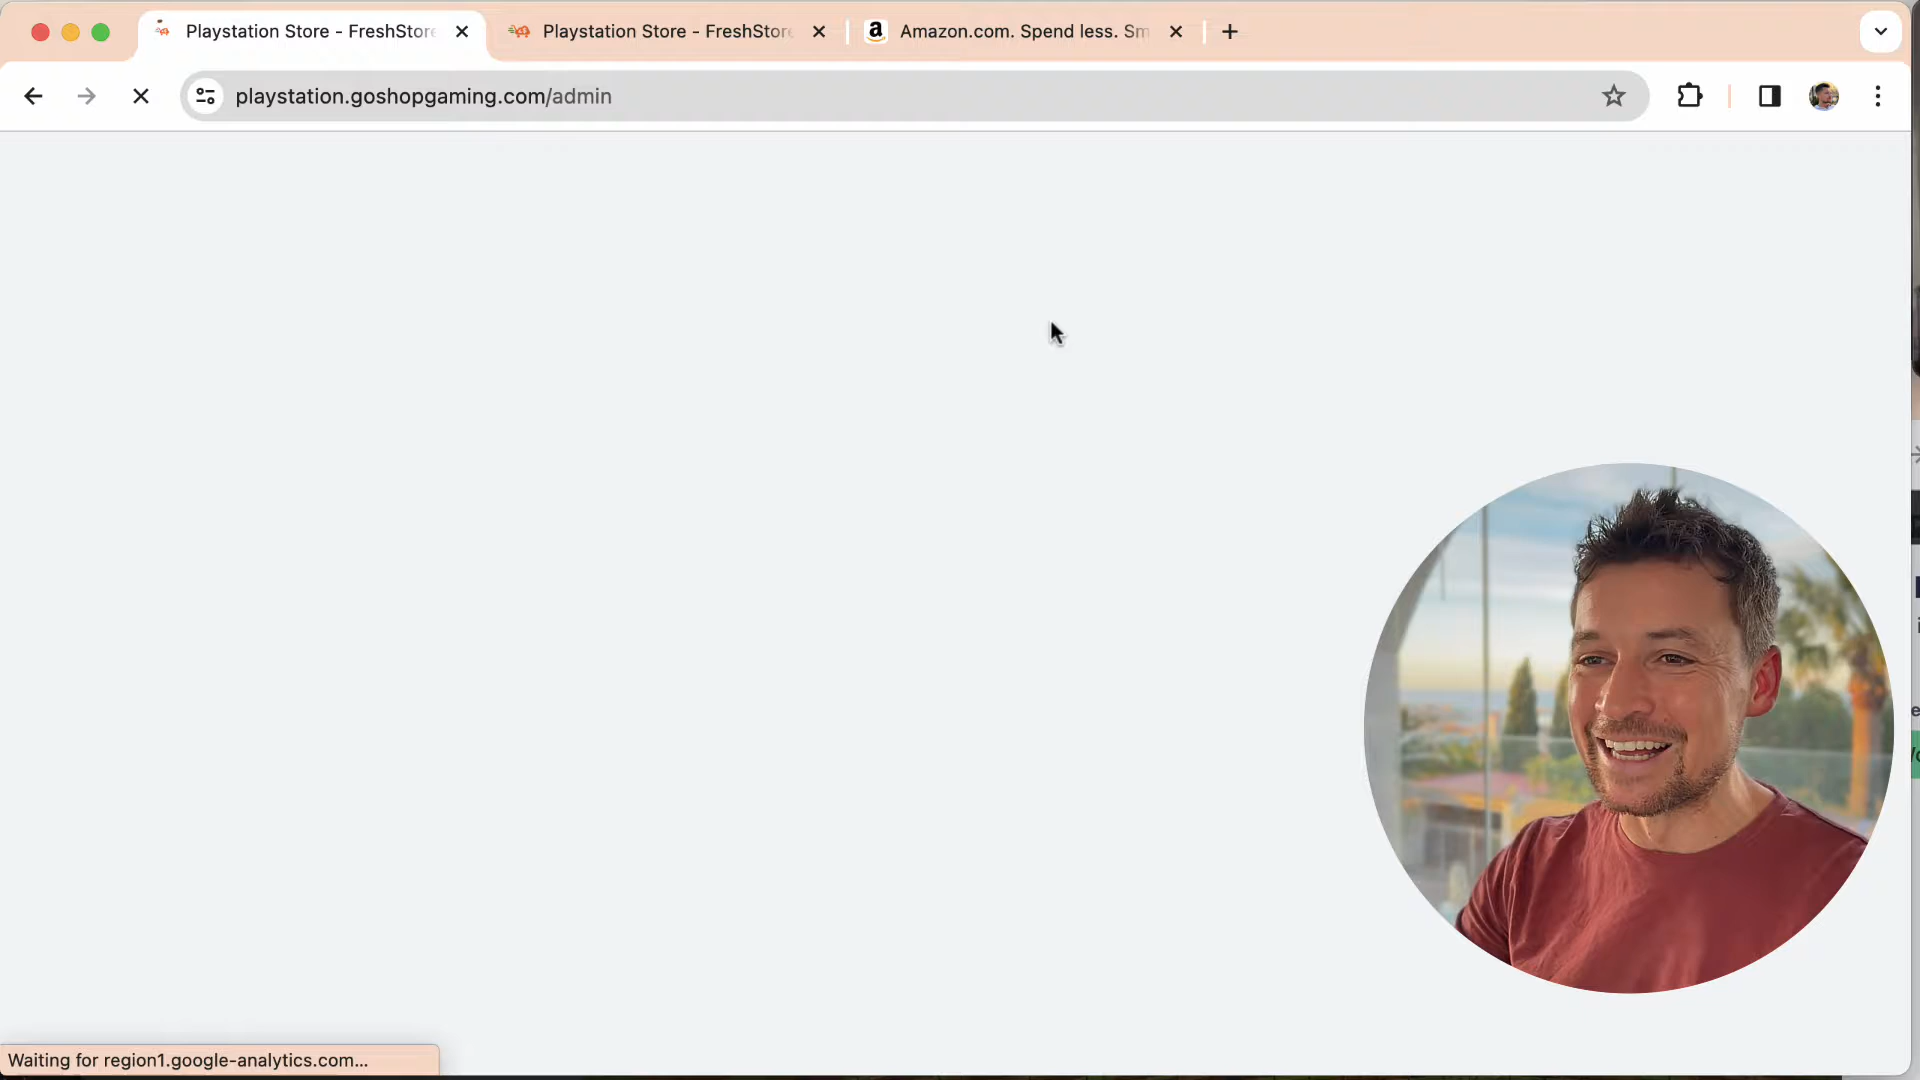 Playstation Store - FreshStore
Playstation Store - FreshStore
Amazon.com. Spend less. Sm
playstation.goshopgaming.com/admin
Waiting for region1.google-analytics.com...